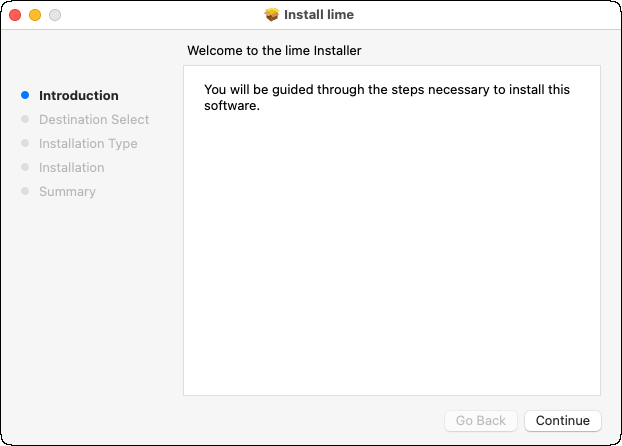 Install lime
Welcome to the lime Installer
Introduction
Destination Select
Installation Type
Installation
Summary
You will be guided through the steps necessary to install this
software.
Go Back
Continue